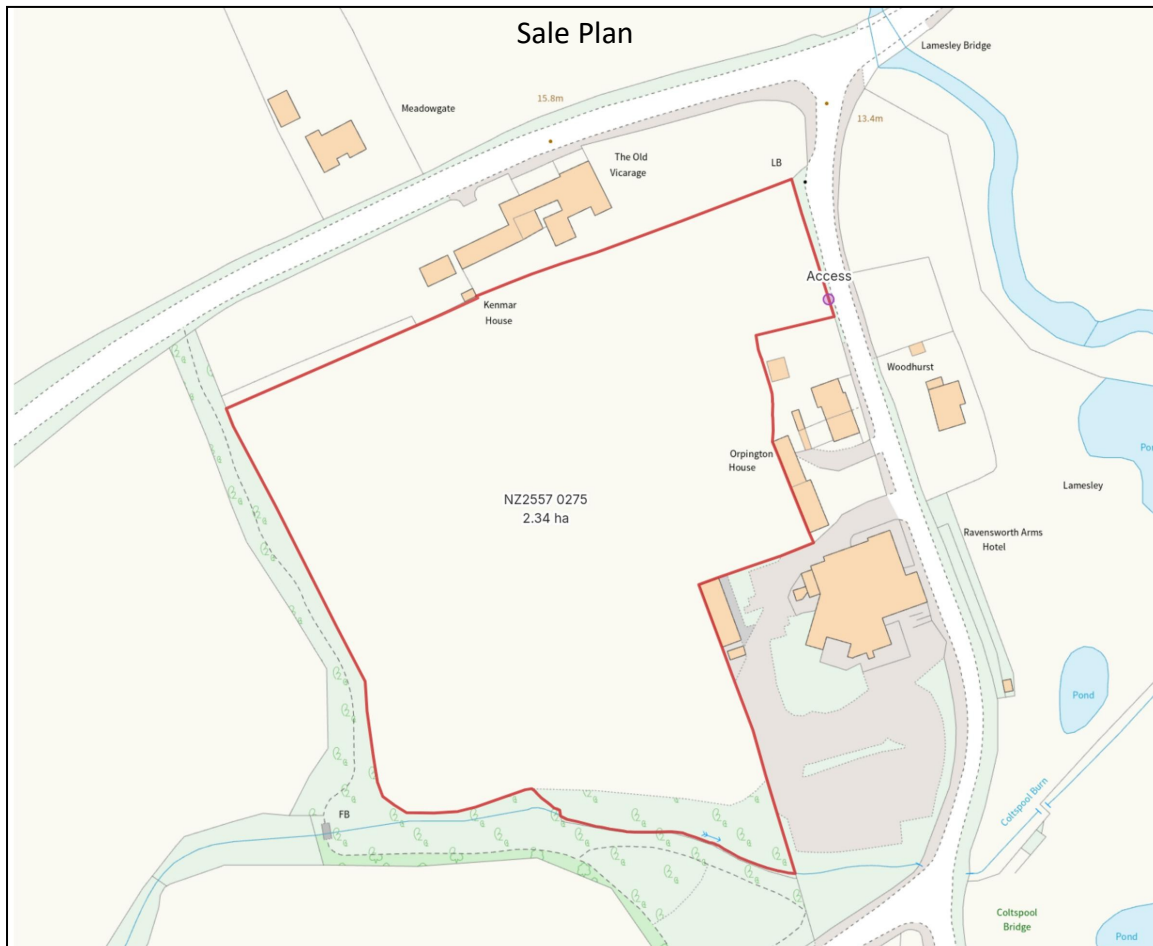 Sale Plan
Lamesley Bridge
15.8m
Meadowgate
13.4m
The Old
Vicarage
LB
Access
Kenmar
House
Woodhurst
Orpington
House
Lamesley
NZ2557 0275
2.34 ha
Ravensworth Arms
Hotel
Pond
Coltspool Burn
FB
Coltspool
Bridge
Pond